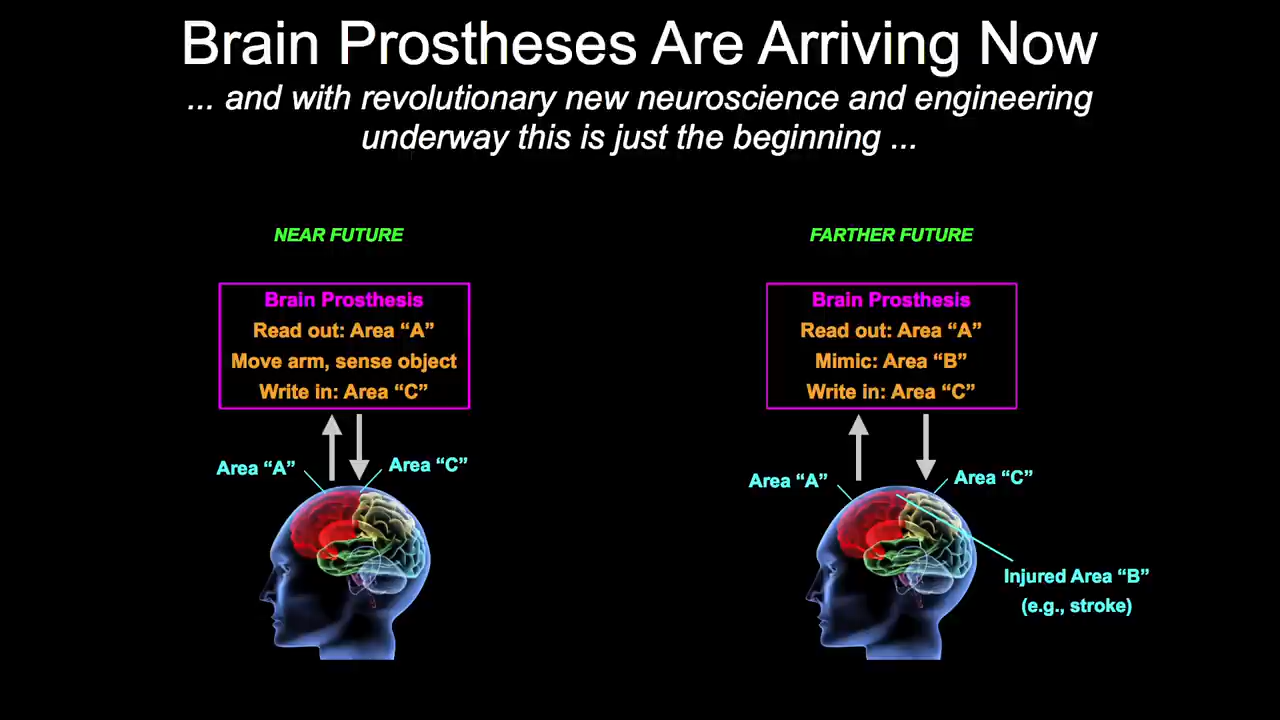 Brain Prostheses Are Arriving Now
... and with revolutionary new neuroscience and engineering
underway this is just the beginning ...
NEAR FUTURE
Brain Prosthesis
Read out: Area “A”
Move arm, sense object
Write in: Area “C”
Area “A”
Area “C”
FARTHER FUTURE
Brain Prosthesis
Read out: Area “A”
Mimic: Area “B”
Write in: Area “C”
Area “A”
Area “C”
Injured Area “B”
(e.g., stroke)